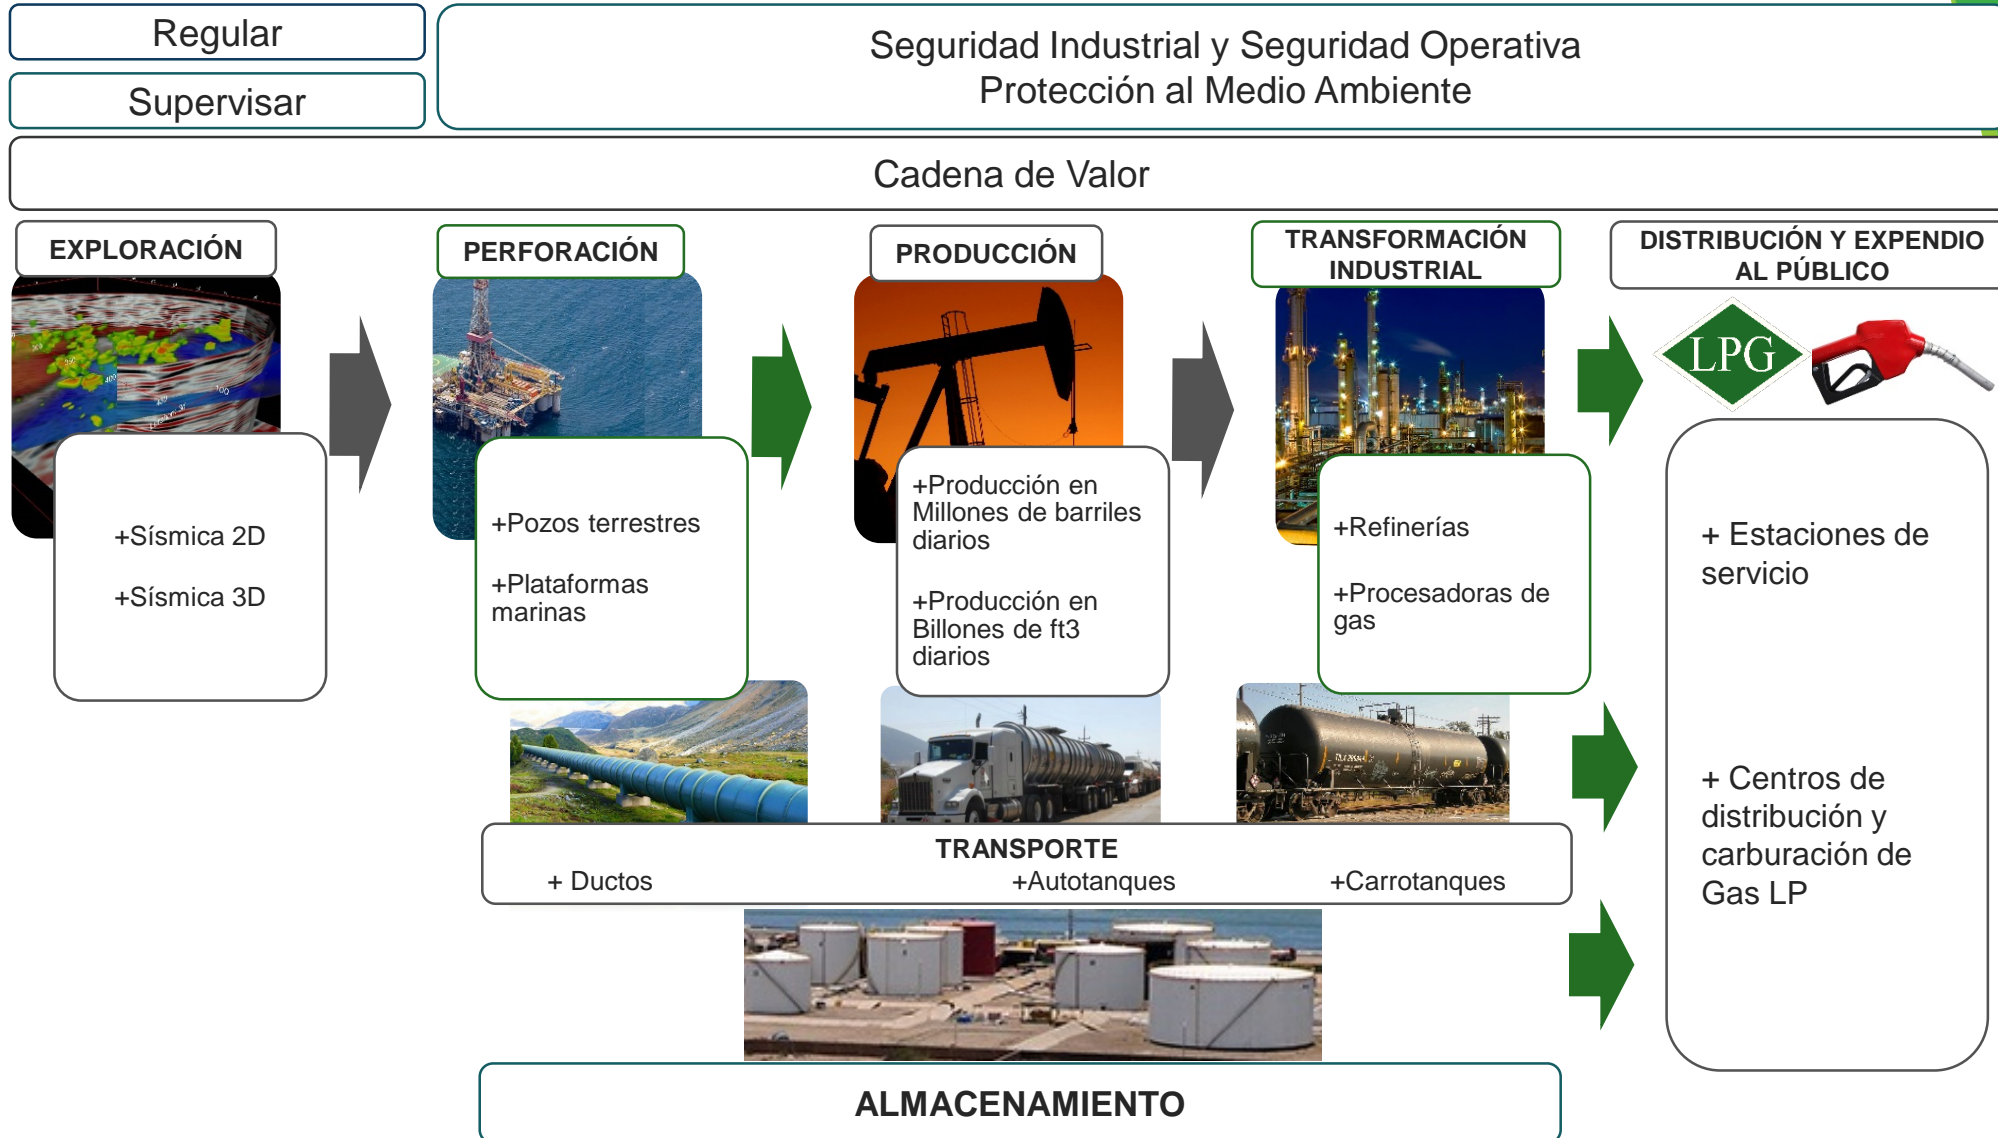 Regular
Supervisar
Seguridad Industrial y Seguridad Operativa
Protección al Medio Ambiente
Cadena de Valor
EXPLORACIÓN
+Sísmica 2D
+Sísmica 3D
PERFORACIÓN
+Pozos terrestres
+Plataformas
marinas
PRODUCCIÓN
+Producción en
Millones de barriles
diarios
+Producción en
Billones de ft3
diarios
TRANSFORMACIÓN
INDUSTRIAL
+Refinerías
+Procesadoras de
gas
DISTRIBUCIÓN Y EXPENDIO
AL PÚBLICO
LPG
+ Estaciones de
servicio
+ Centros de
distribución y
carburación de
Gas LP
TRANSPORTE
+ Ductos +Autotanques +Carrotanques
ALMACENAMIENTO